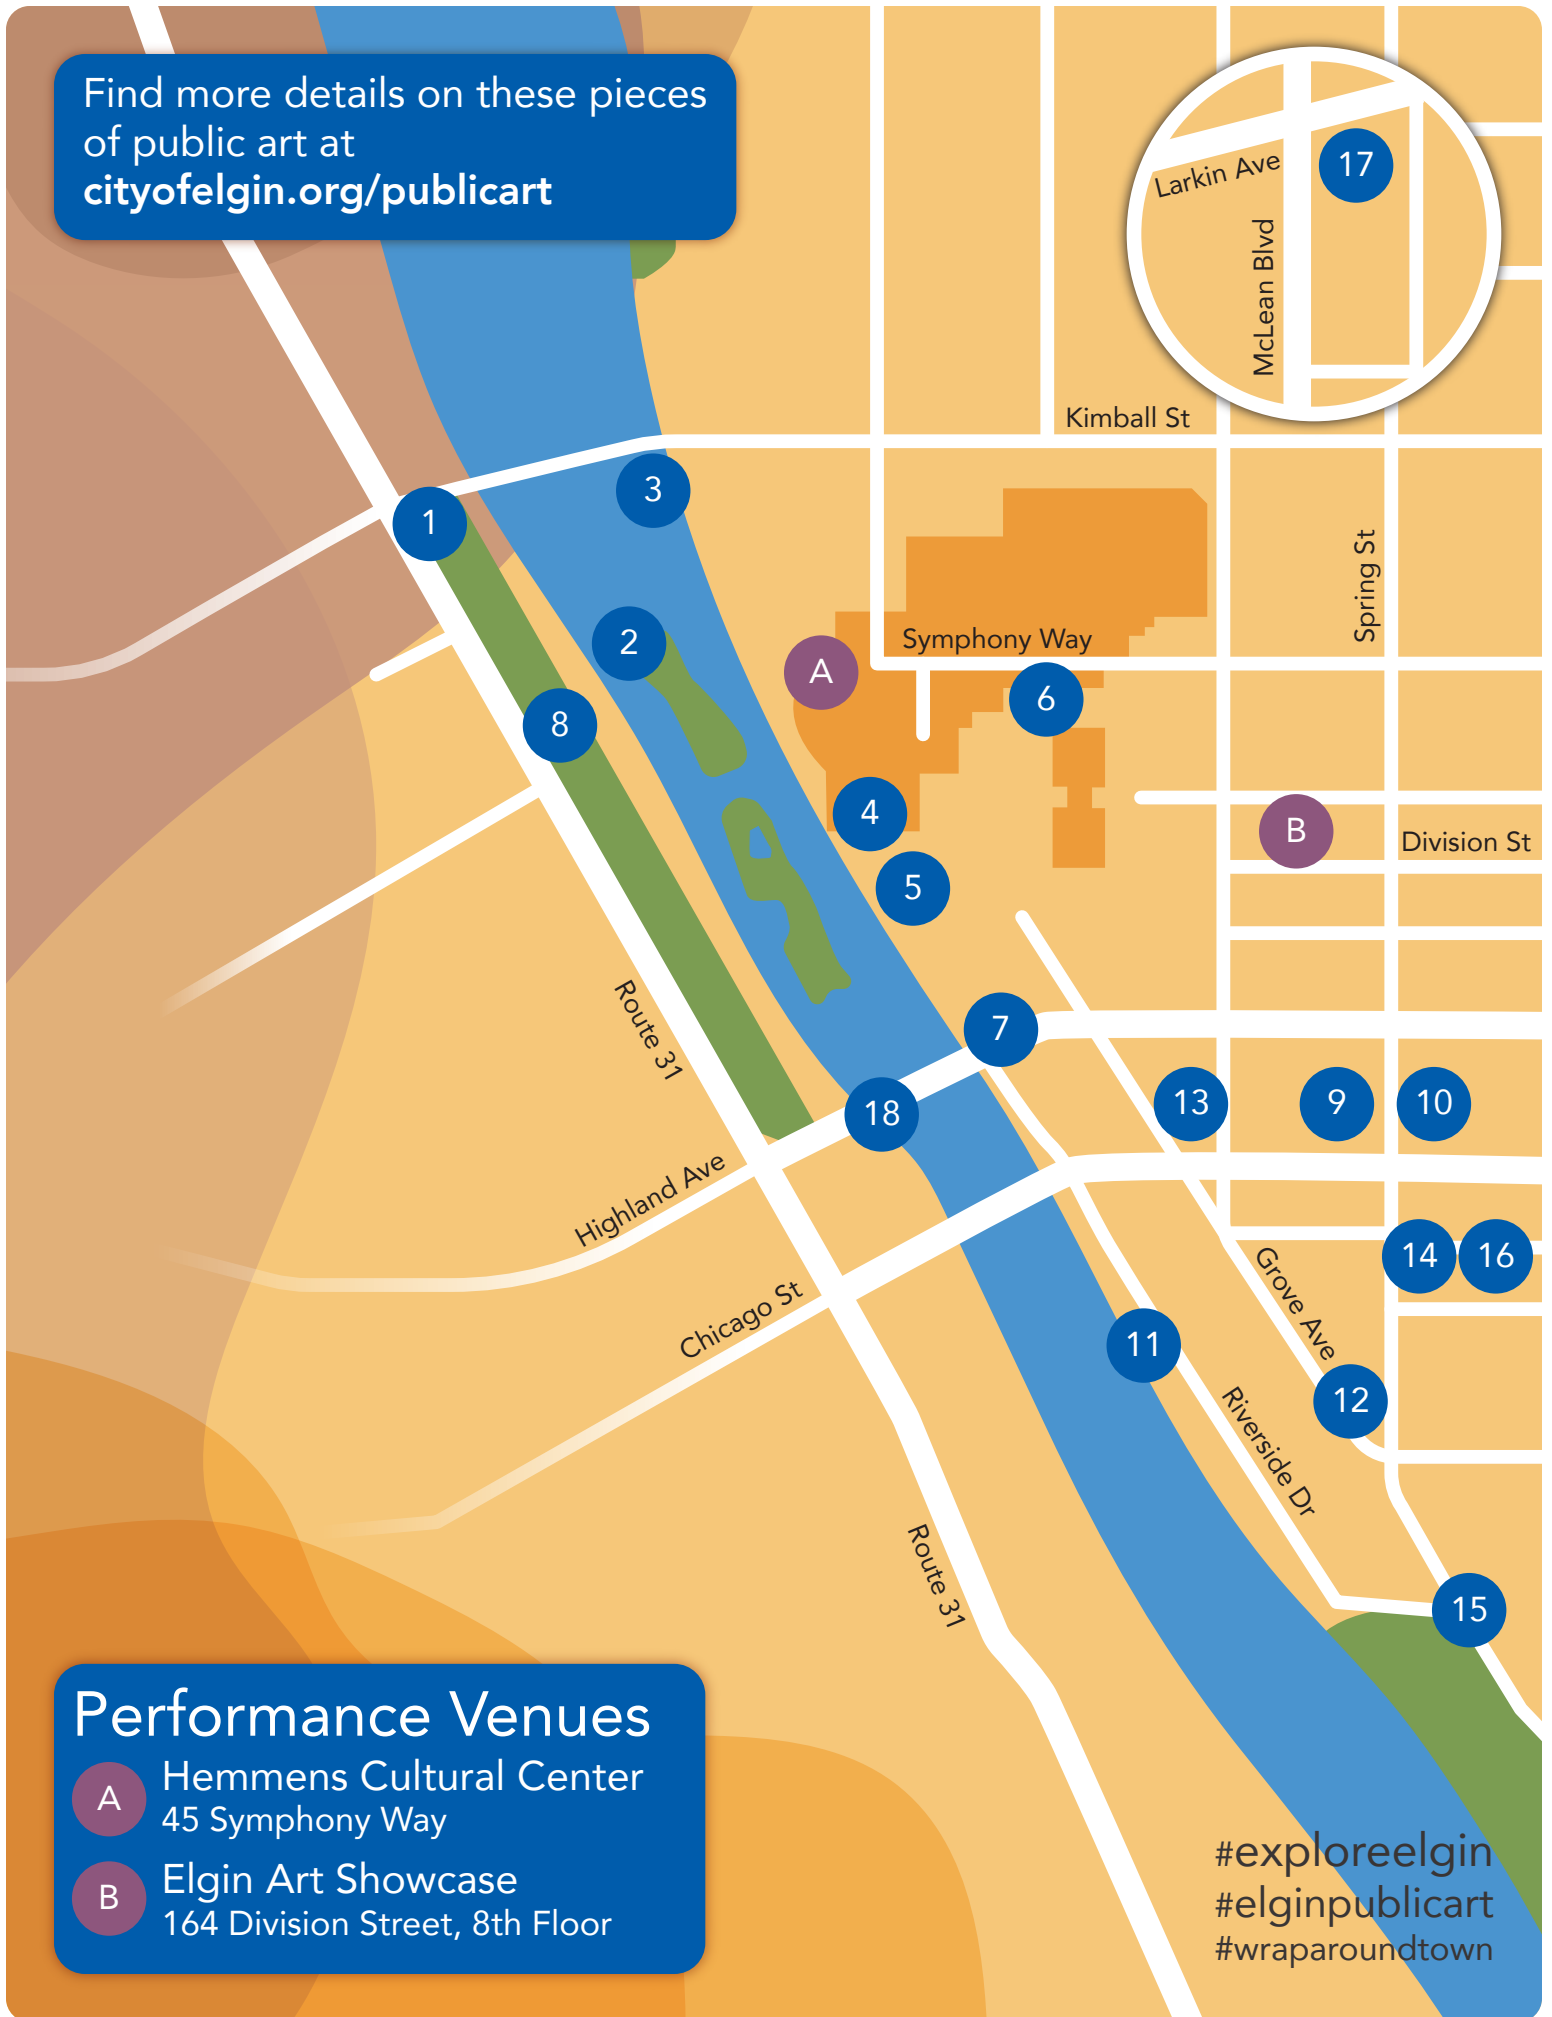 Find more details on these pieces
of public art at
cityofelgin.org/publicart
17
Larkin Ave
McLean Blvd
Kimball St
3
1
Spring St
2
Symphony Way
A
6
8
4
B
Division St
5
Route 31
7
18
13
9
10
Highland Ave
14
16
Grove Ave
Chicago St
11
12
Riverside Dr
Route 31
15
Performance Venues
A
Hemmens Cultural Center
45 Symphony Way
B
Elgin Art Showcase
164 Division Street, 8th Floor
#exploreelgin
#elginpublicart
#wraparoundtown